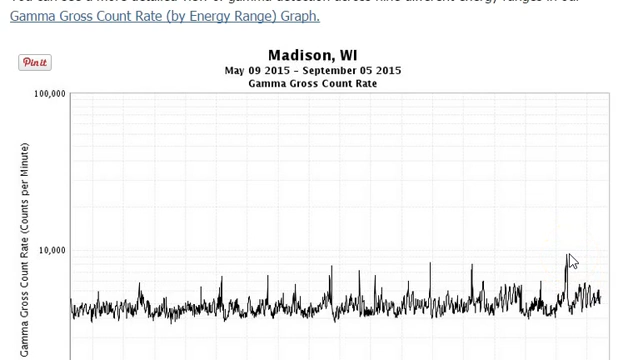 Gamma Gross Count Rate (by Energy Range) Graph.
Pin it
Madison, WI
May 09 2015 - September 05 2015
Gamma Gross Count Rate
100,000
10,000
Gamma Gross Count Rate (Counts per Minute)